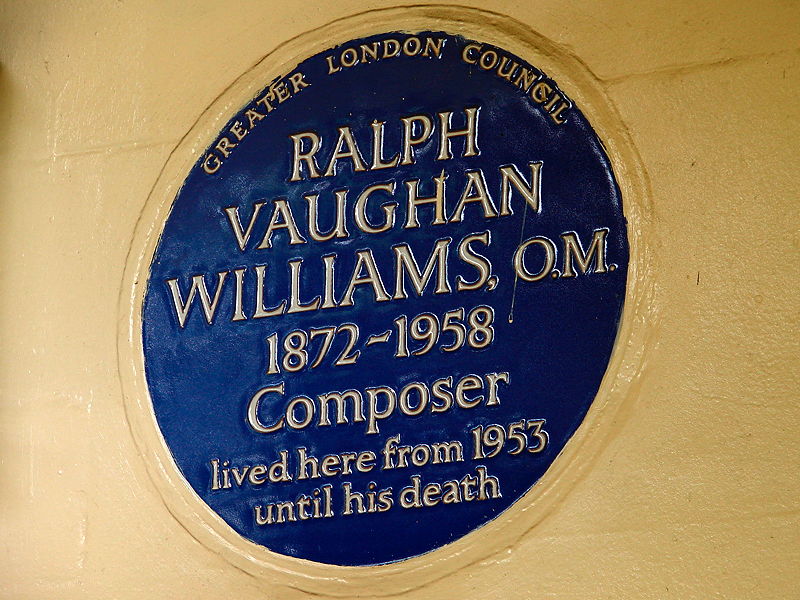 GREATER LONDON COUNCIL
RALPH
VAUGHAN
WILLIAMS, O.M.
1872-1958
Composer
lived here from 1953
until his death